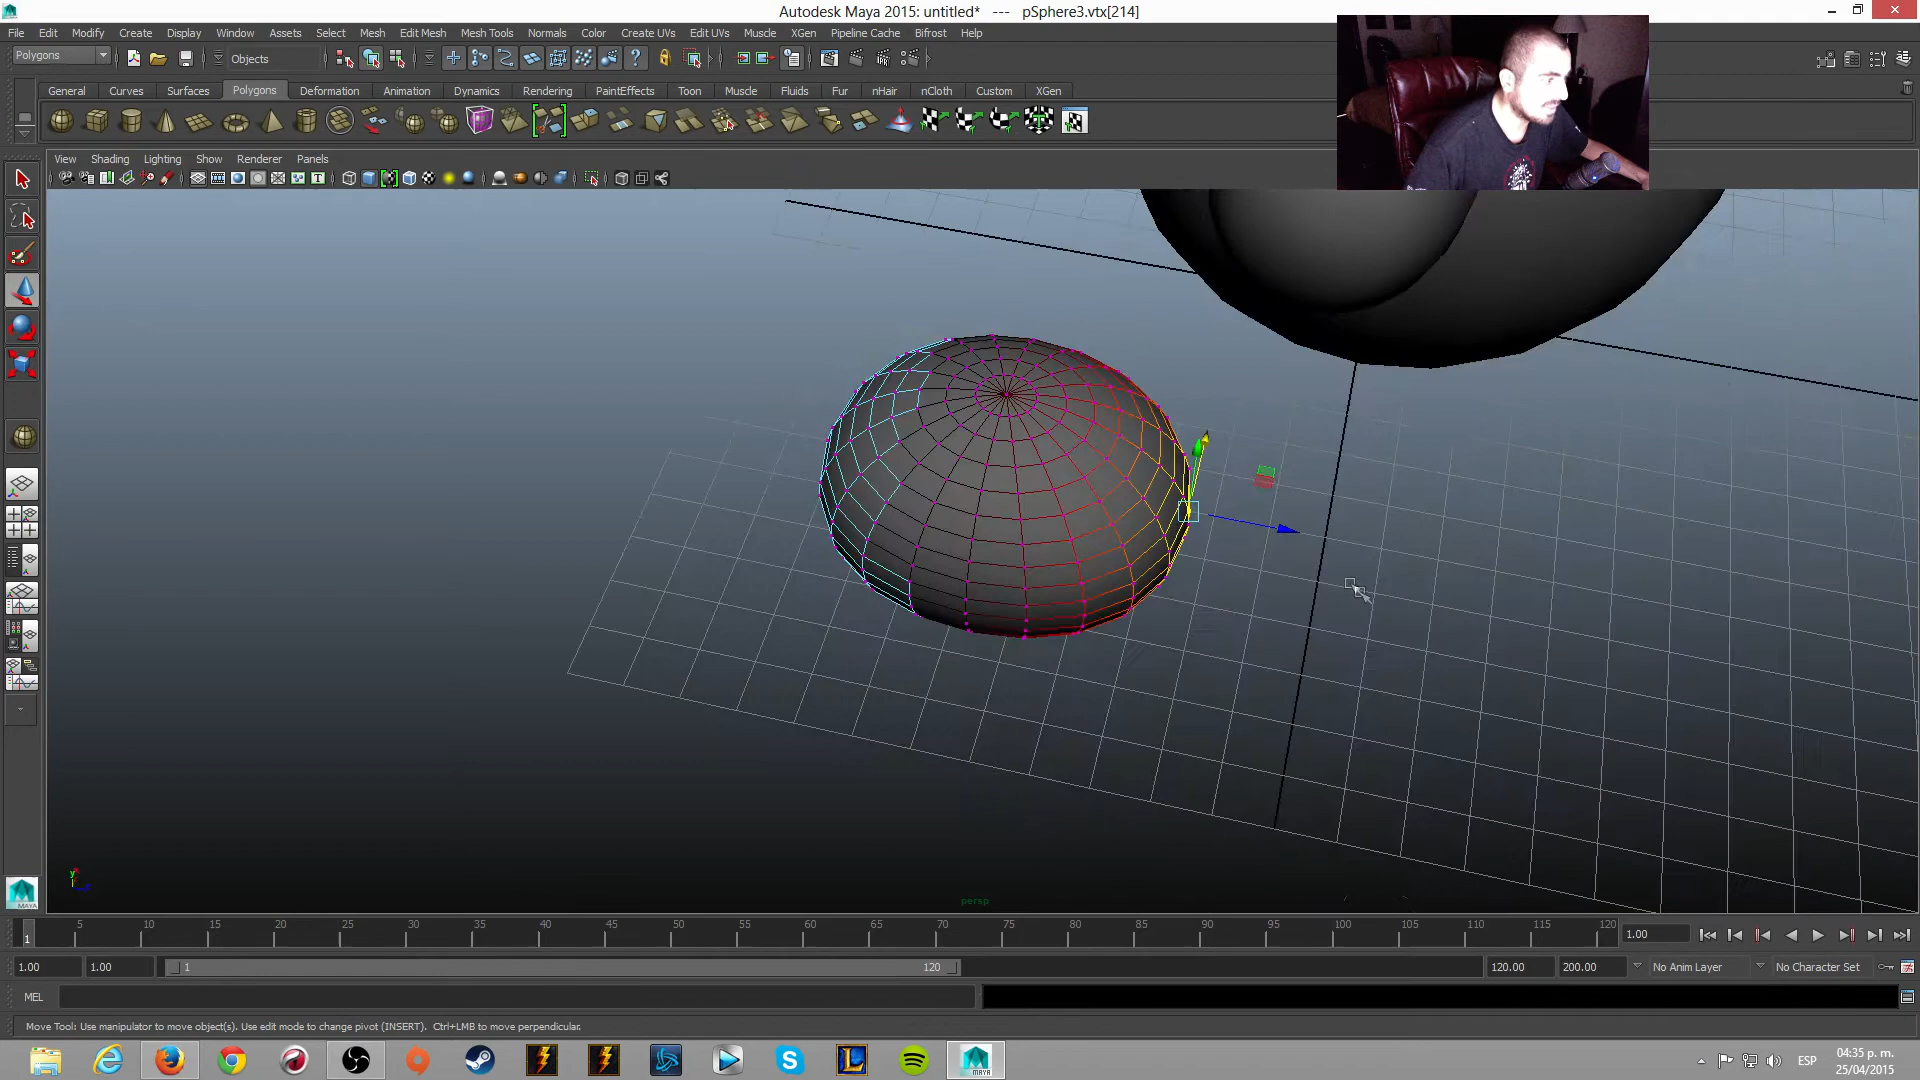 Autodesk Maya 2015: untitled* --- pSphere3.vtx[214]
File Edit Modify Create Display Window Assets Select Mesh Edit Mesh Mesh Tools Normals Color Create UVs Edit UVs Muscle XGen Pipeline Cache Bifrost Help
Polygons Objects
General Curves Surfaces Polygons Deformation Animation Dynamics Rendering PaintEffects Toon Muscle Fluids Fur nHair nCloth Custom XGen
View Shading Lighting Show Renderer Panels
persp
1 5 10 15 20 25 30 35 40 45 50 55 60 65 70 75 80 85 90 95 100 105 110 115 120 1.00
1.00 1.00 1 120 120.00 200.00 No Anim Layer No Character Set
MEL
Move Tool: Use manipulator to move object(s). Use edit mode to change pivot (INSERT). Ctrl+LMB to move perpendicular.
ESP
04:35 p. m.
25/04/2015